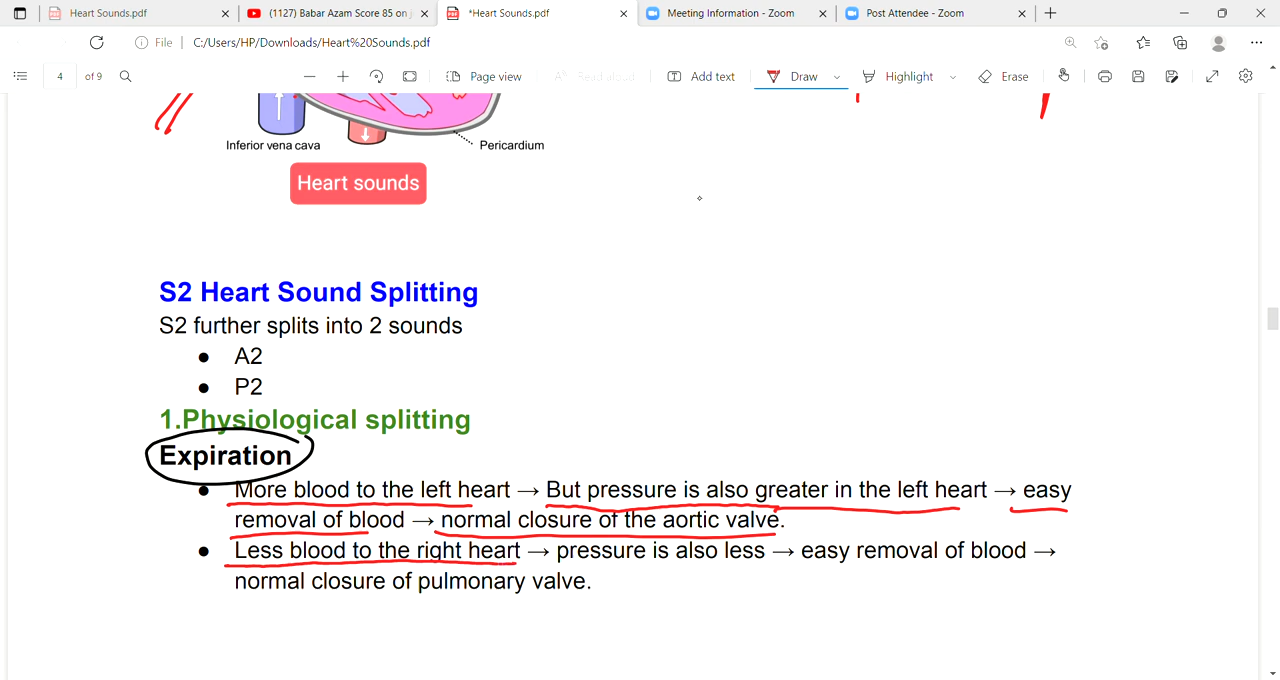 Heart Sounds.pdf
(1127) Babar Azam Score 85 on j
*Heart Sounds.pdf
Meeting Information - Zoom
Post Attendee - Zoom
File
C:/Users/HP/Downloads/Heart%20Sounds.pdf
4 of 9
Page view
Read aloud
Add text
Draw
Highlight
Erase
Inferior vena cava
Pericardium
Heart sounds
S2 Heart Sound Splitting
S2 further splits into 2 sounds
● A2
● P2
1.Physiological splitting
Expiration
● More blood to the left heart → But pressure is also greater in the left heart → easy
removal of blood → normal closure of the aortic valve.
● Less blood to the right heart → pressure is also less → easy removal of blood →
normal closure of pulmonary valve.